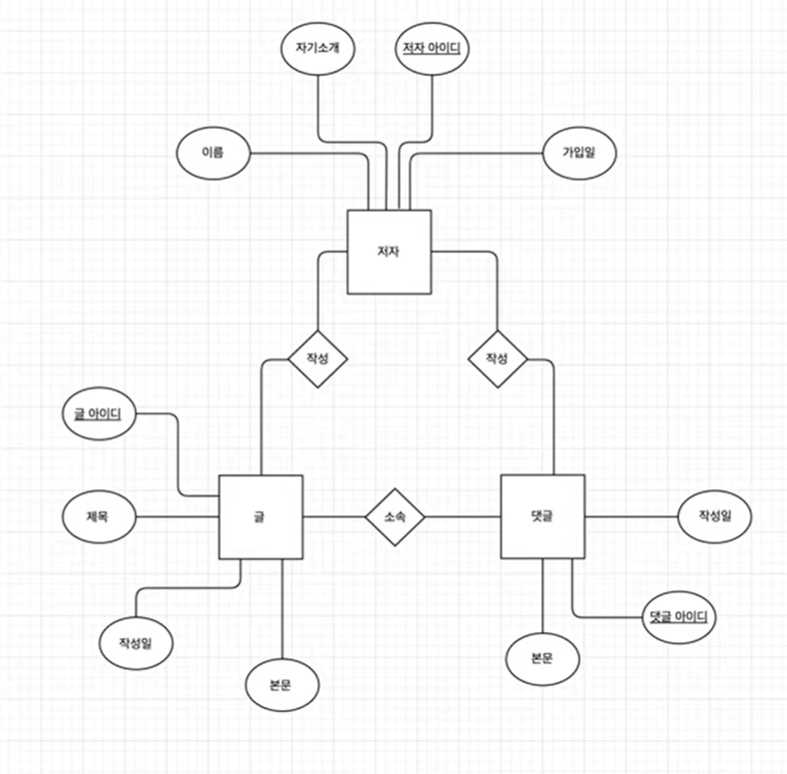 자기소개
저자 아이디
이름
가입일
저자
작성
작성
글 아이디
제목
글
소속
댓글
작성일
댓글 아이디
작성일
본문
본문